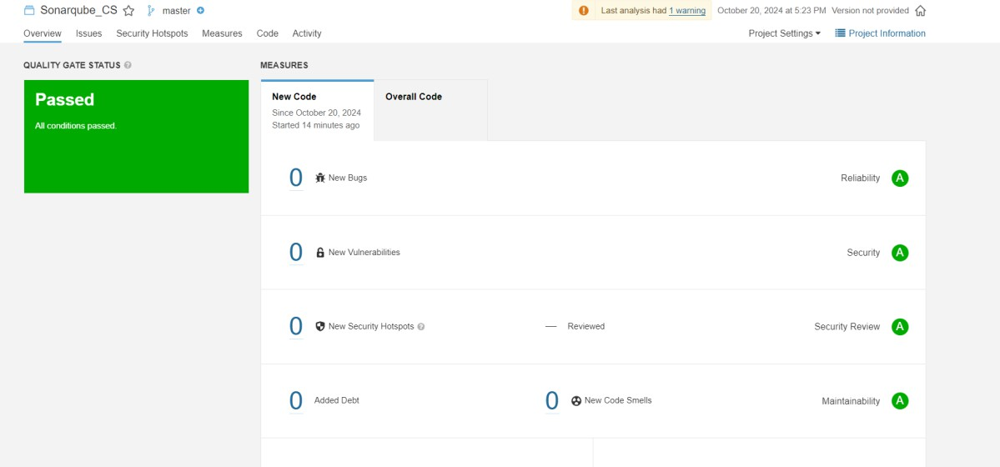 Sonarqube_CS master Last analysis had 1 warning October 20, 2024 at 5:23 PM Version not provided
Overview Issues Security Hotspots Measures Code Activity Project Settings Project Information
QUALITY GATE STATUS ?
Passed
All conditions passed.
MEASURES
New Code
Since October 20, 2024
Started 14 minutes ago
Overall Code
0 New Bugs Reliability A
0 New Vulnerabilities Security A
0 New Security Hotspots ? — Reviewed Security Review A
0 Added Debt 0 New Code Smells Maintainability A